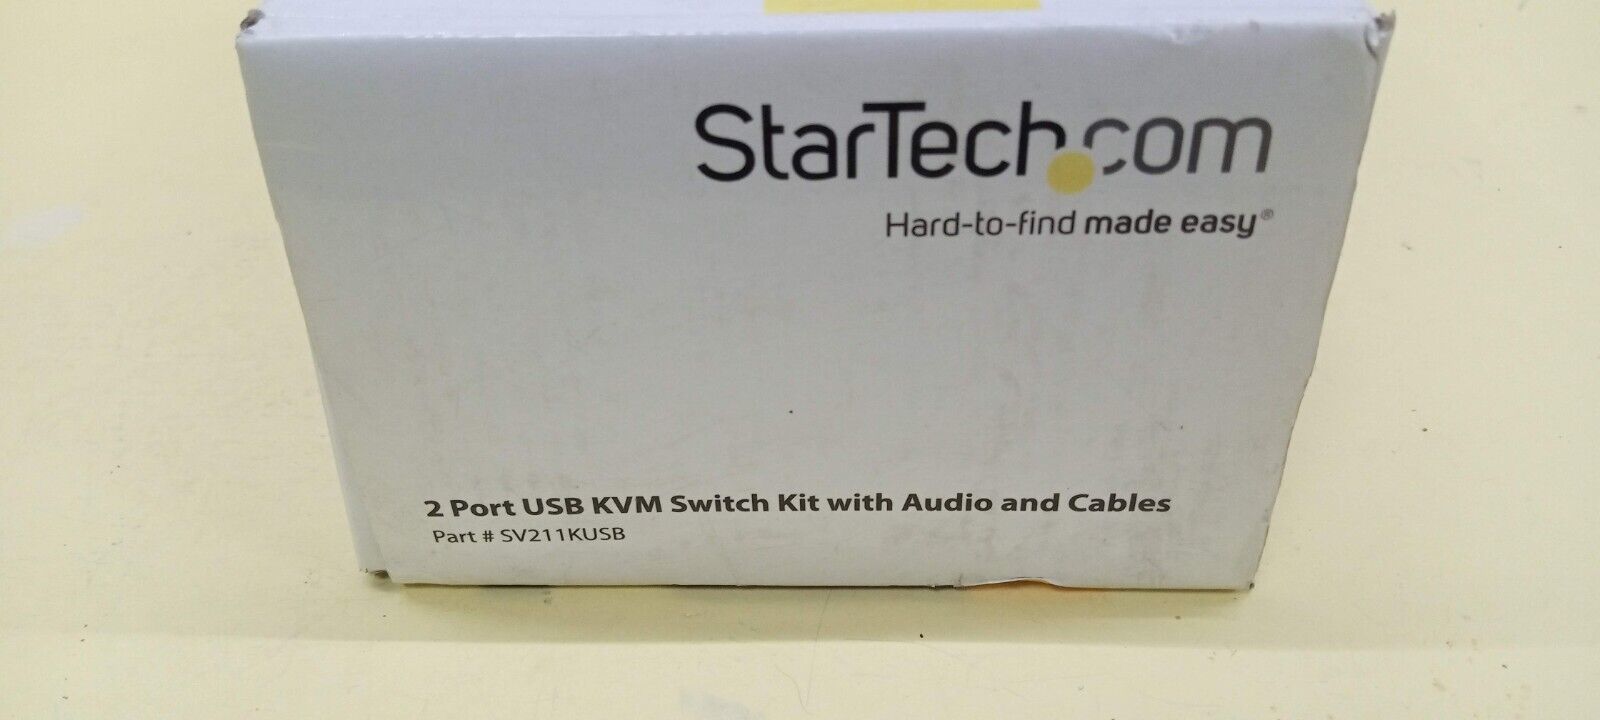 StarTech.com
Hard-to-find made easy®
2 Port USB KVM Switch Kit with Audio and Cables
Part # SV211KUSB